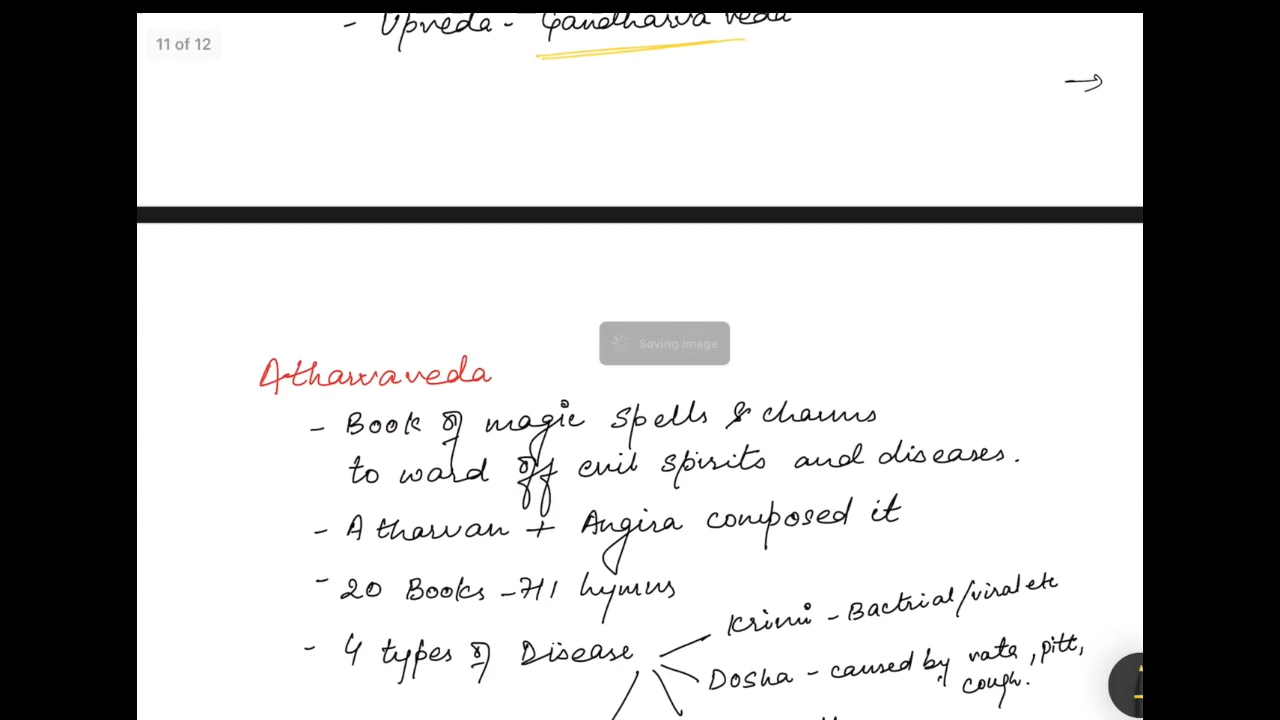 - Upveda - Gandharva veda
11 of 12
→
Saving Image
Atharvaveda
- Book of magic spells & charms
to ward off evil spirits and diseases.
- Atharvan + Angira composed it
- 20 Books - 711 hymns
- 4 types of Disease
Krimi - Bactrial/viral etc
Dosha - caused by vata, pitt,
cough.